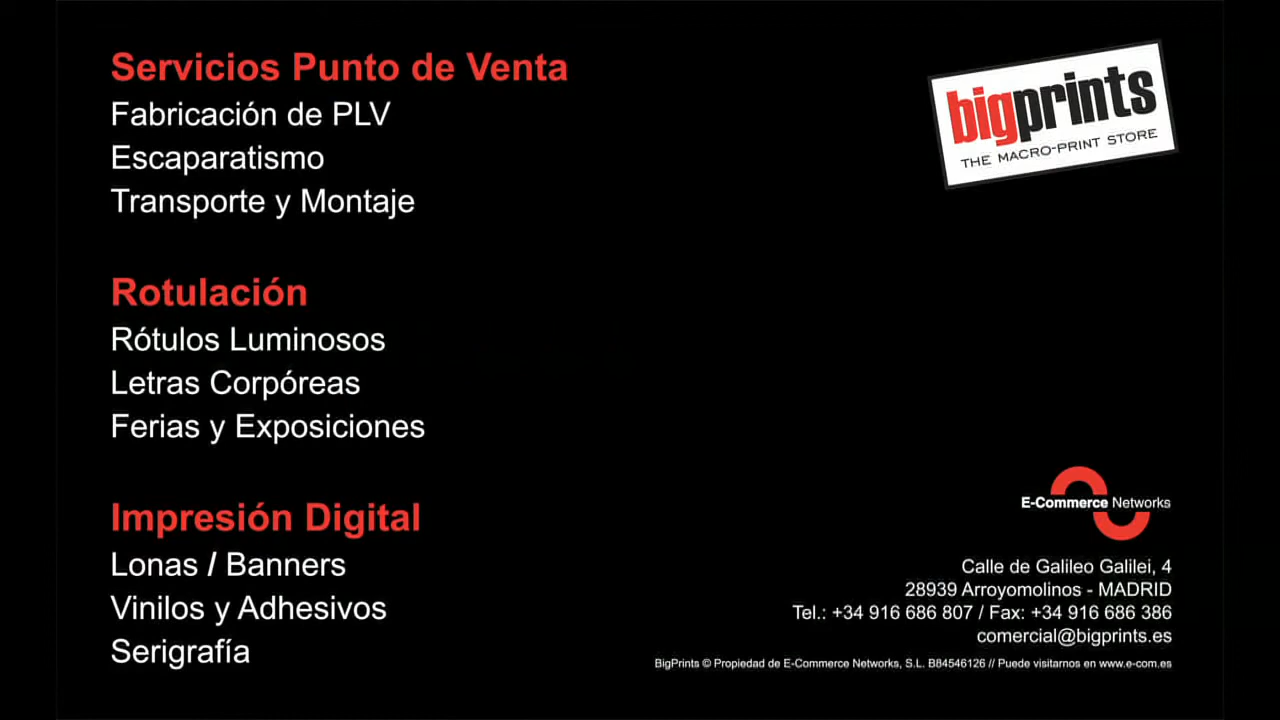 Servicios Punto de Venta
Fabricación de PLV
Escaparatismo
Transporte y Montaje
Rotulación
Rótulos Luminosos
Letras Corpóreas
Ferias y Exposiciones
Impresión Digital
Lonas / Banners
Vinilos y Adhesivos
Serigrafía
bigprints
THE MACRO-PRINT STORE
E-Commerce Networks
Calle de Galileo Galilei, 4
28939 Arroyomolinos - MADRID
Tel.: +34 916 686 807 / Fax: +34 916 686 386
comercial@bigprints.es
BigPrints © Propiedad de E-Commerce Networks, S.L. B84546126 // Puede visitarnos en www.e-com.es